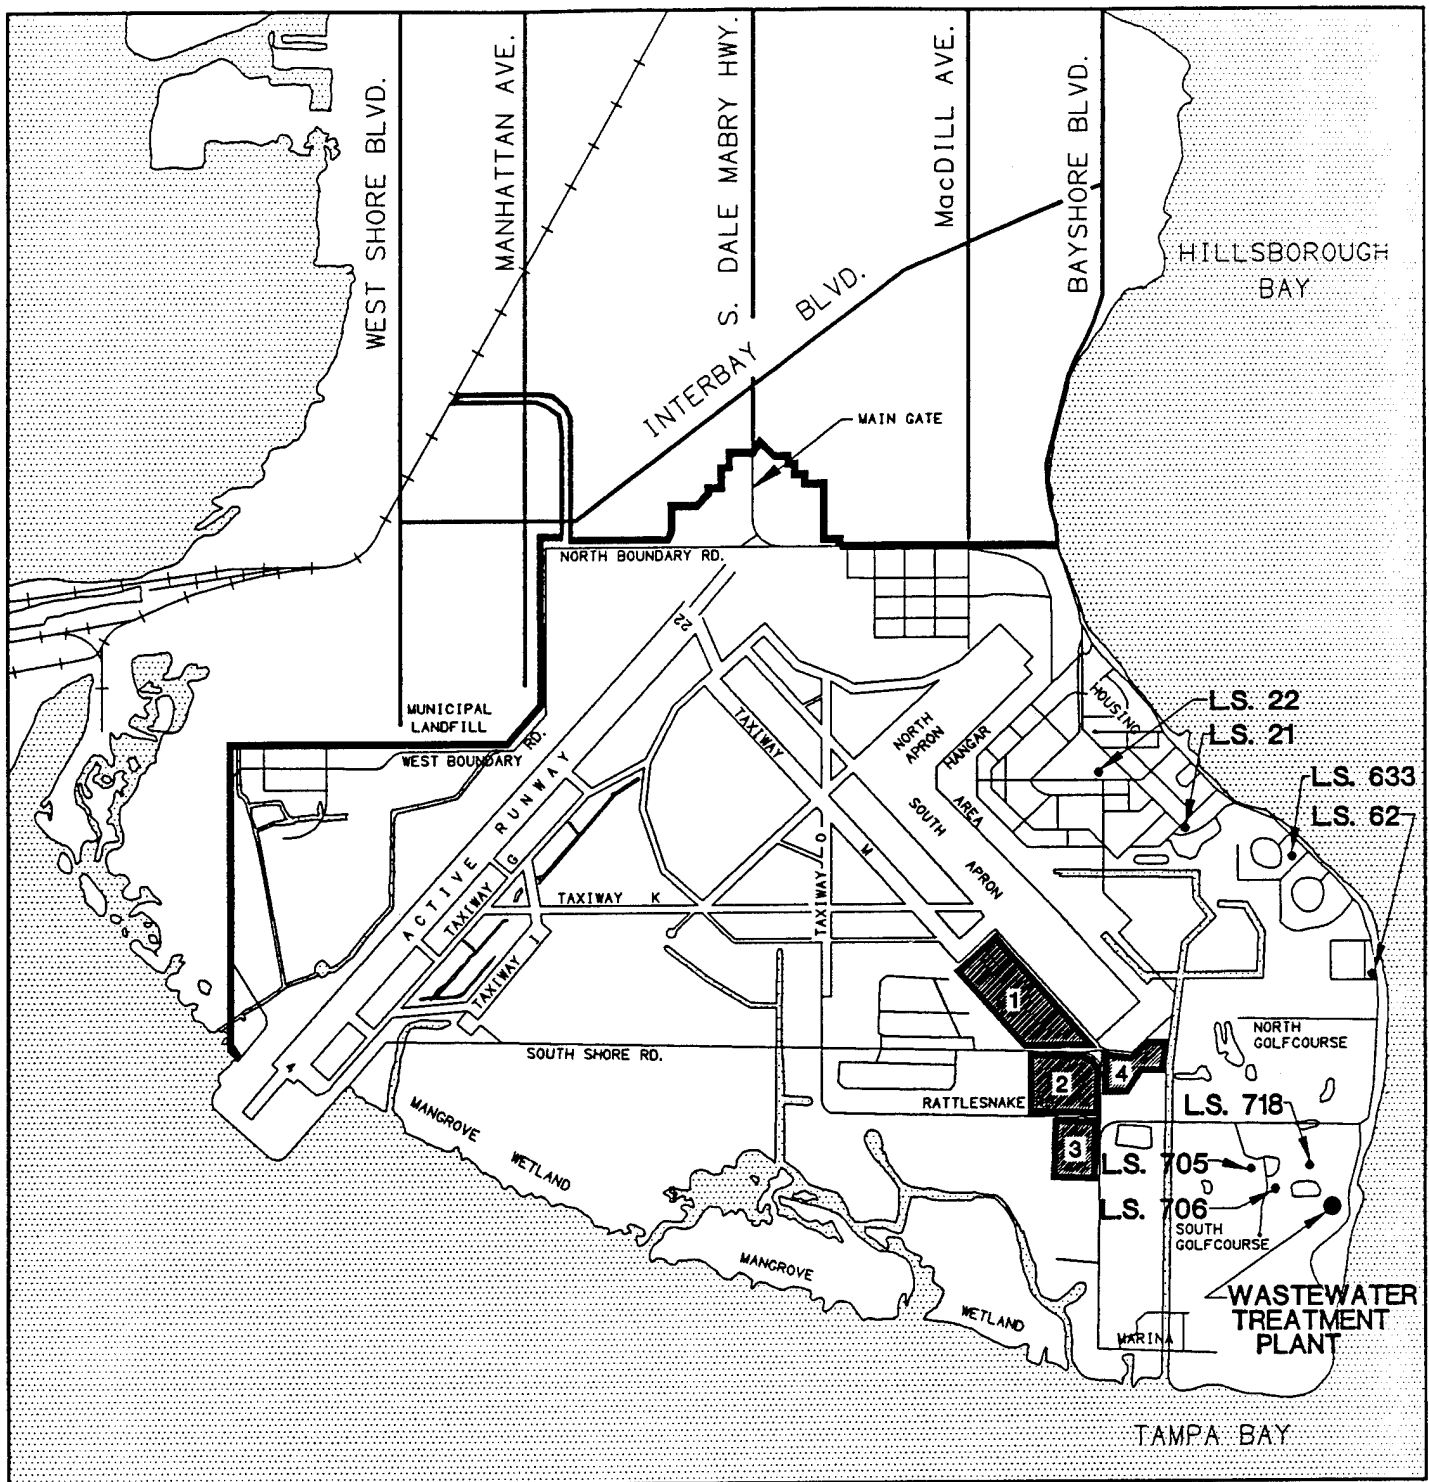 WEST SHORE BLVD.
MANHATTAN AVE.
S. DALE MABRY HWY.
MacDILL AVE.
BAYSHORE BLVD.
HILLSBOROUGH
BAY
INTERBAY BLVD.
MAIN GATE
NORTH BOUNDARY RD.
22
MUNICIPAL
LANDFILL
WEST BOUNDARY RD.
HOUSING
L.S. 22
L.S. 21
L.S. 633
L.S. 62
TAXIWAY M
NORTH
APRON
HANGAR
AREA
SOUTH APRON
ACTIVE RUNWAY
TAXIWAY G
TAXIWAY K
TAXIWAY O
TAXIWAY I
4
1
SOUTH SHORE RD.
NORTH
GOLFCOURSE
2
4
RATTLESNAKE
L.S. 718
3
L.S. 705
L.S. 706
SOUTH
GOLFCOURSE
MANGROVE
WETLAND
MANGROVE
WETLAND
WASTEWATER
TREATMENT
PLANT
MARINA
TAMPA BAY